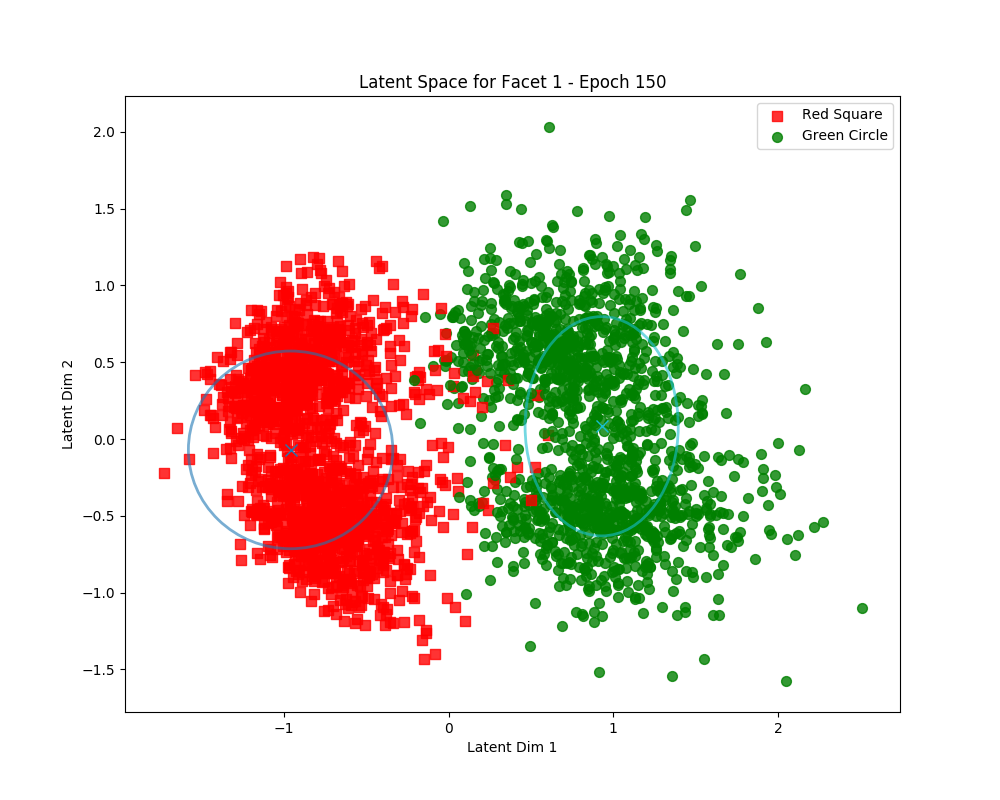 Latent Space for Facet 1 - Epoch 150
Red Square
Green Circle
2.0
1.5
1.0
0.5
0.0
−0.5
−1.0
−1.5
Latent Dim 2
−1
0
1
2
Latent Dim 1